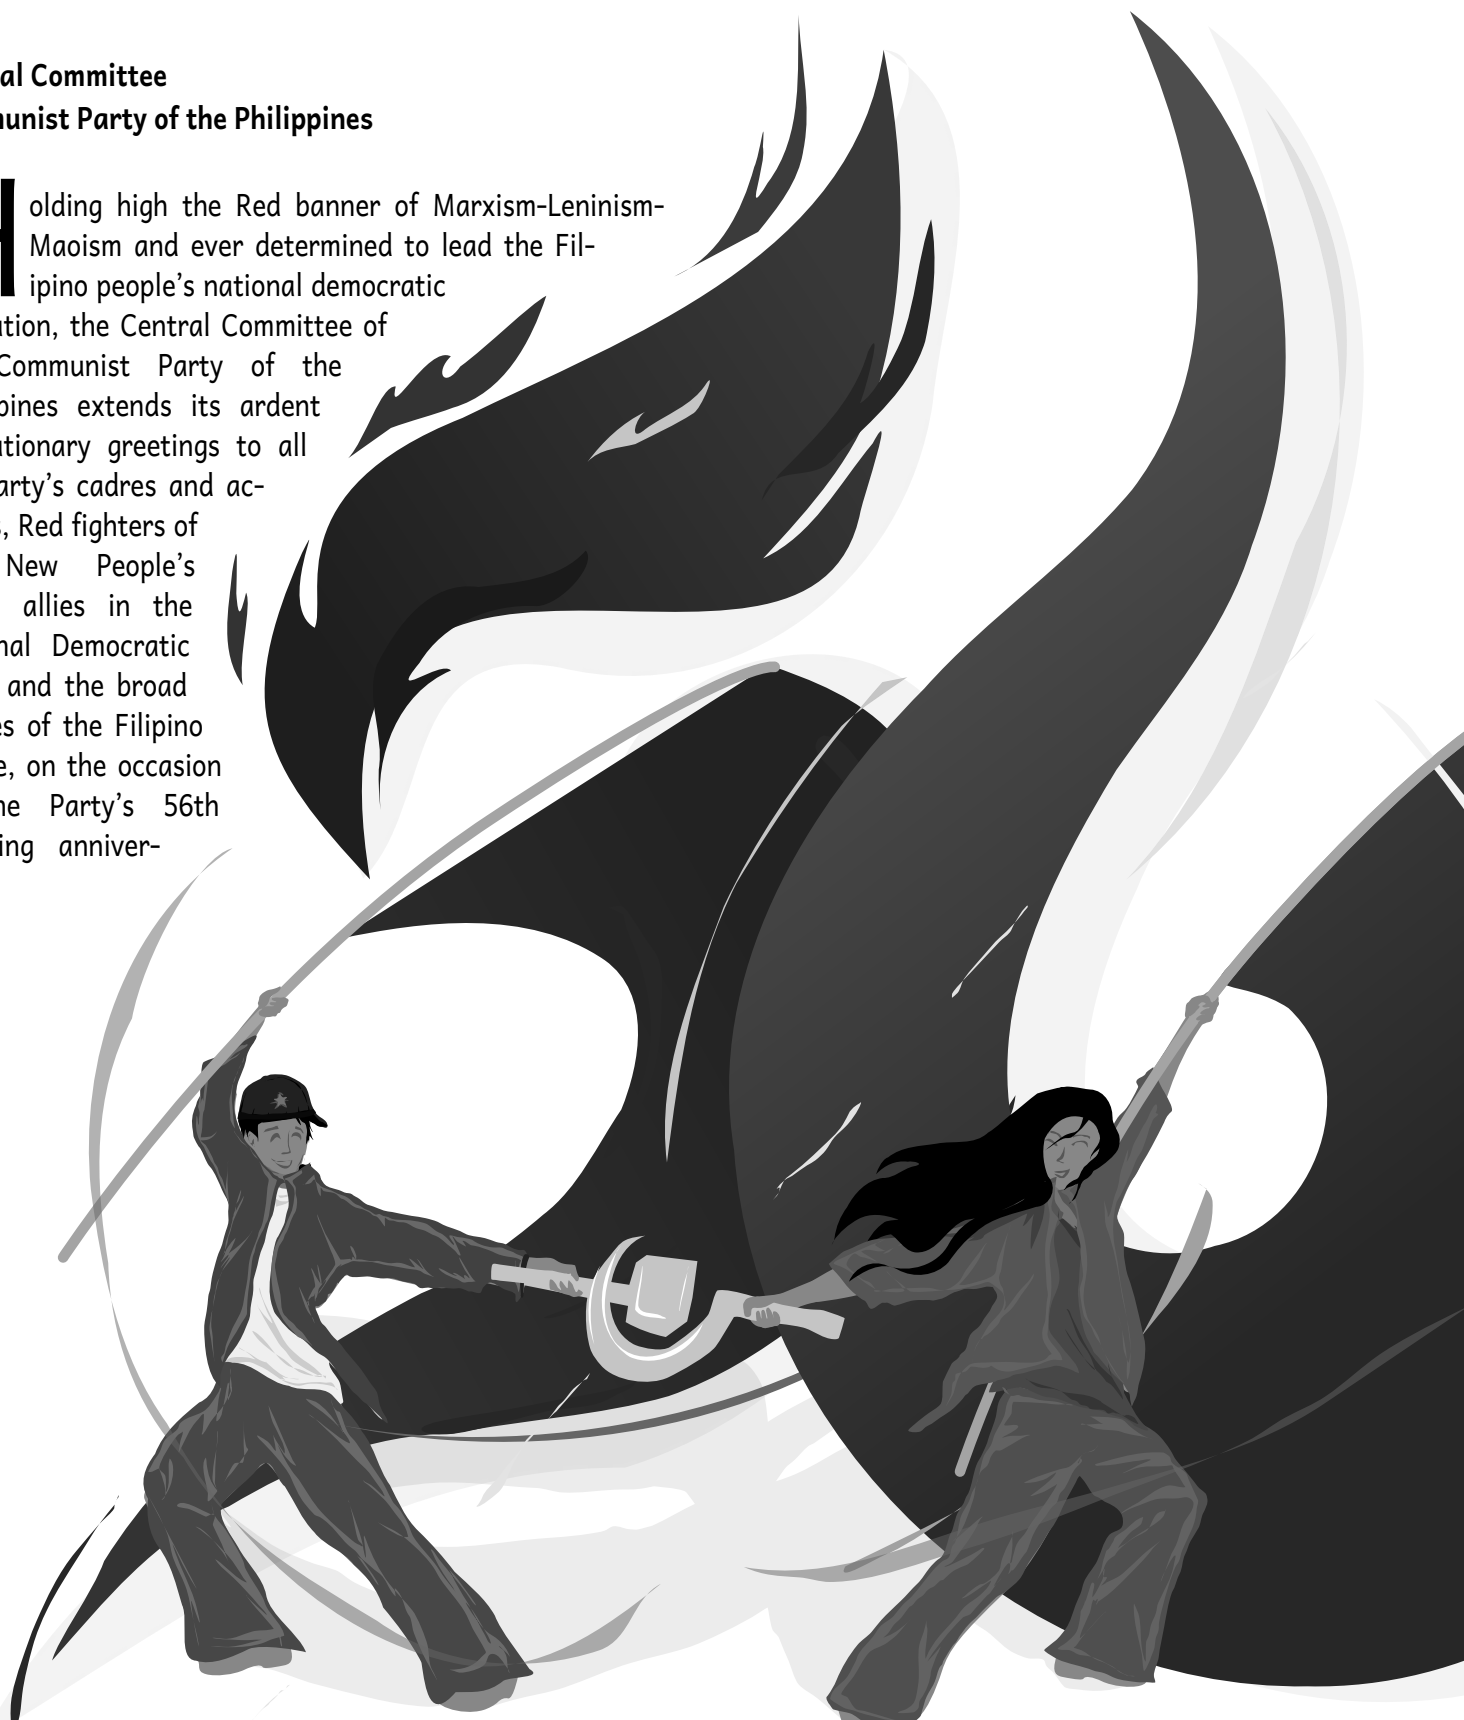 al Committee
unist Party of the Philippines
Holding high the Red banner of Marxism-Leninism-
Maoism and ever determined to lead the Fil-
ipino people’s national democratic
tion, the Central Committee of
Communist Party of the
pines extends its ardent
tionary greetings to all
arty’s cadres and ac-
s, Red fighters of
New People’s
allies in the
nal Democratic
and the broad
es of the Filipino
e, on the occasion
he Party’s 56th
ing anniver-